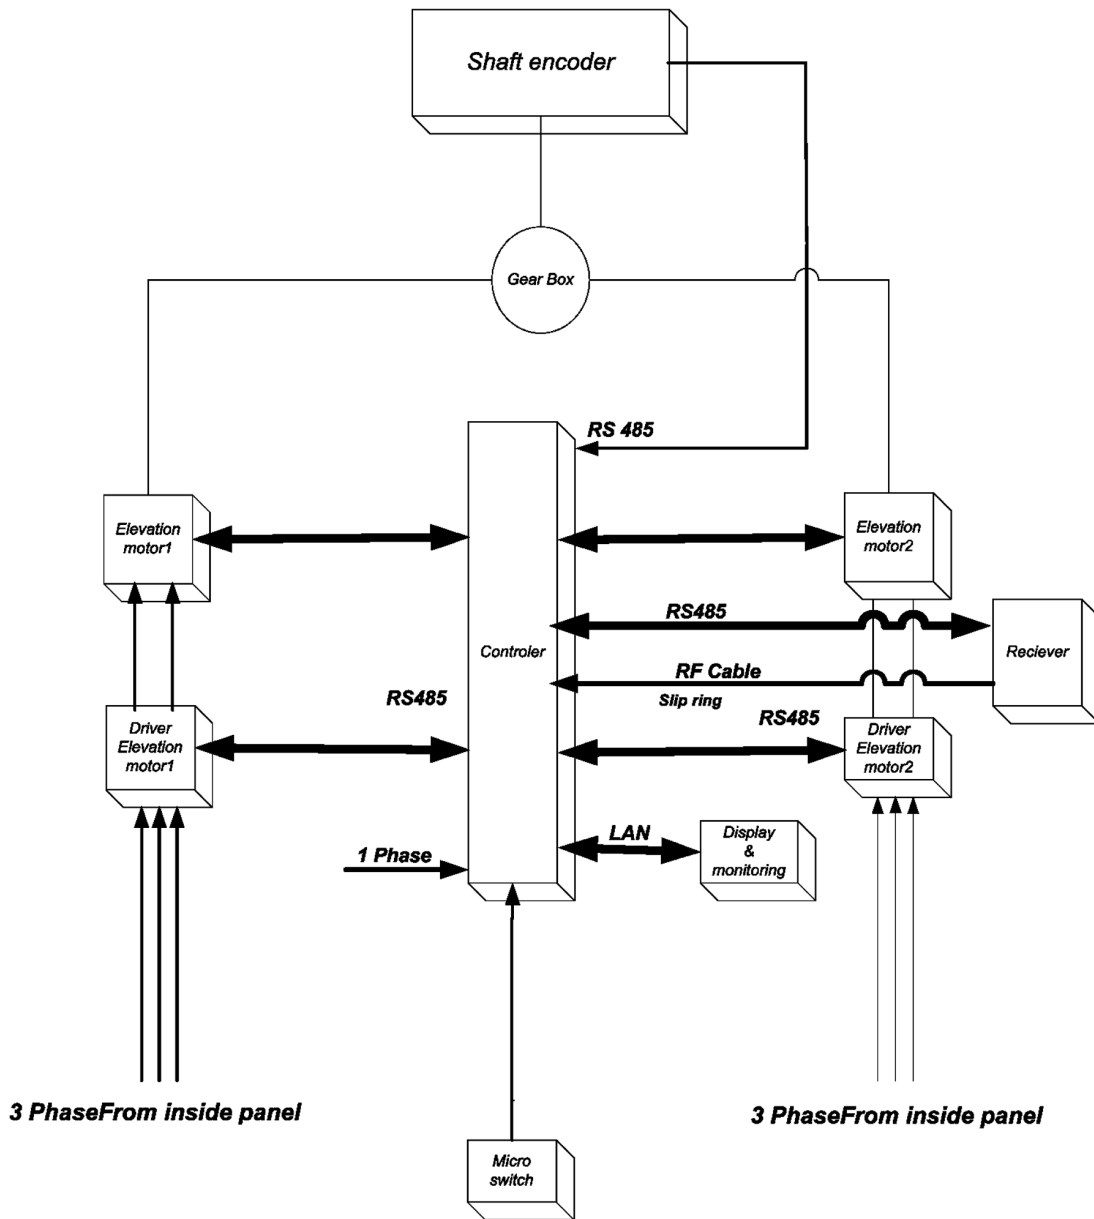 Shaft encoder
Gear Box
RS 485
Elevation
motor1
Elevation
motor2
RS485
Controler
Reciever
RF Cable
Slip ring
RS485
RS485
Driver
Elevation
motor1
Driver
Elevation
motor2
LAN
Display
&
monitoring
1 Phase
3 PhaseFrom inside panel
3 PhaseFrom inside panel
Micro
switch